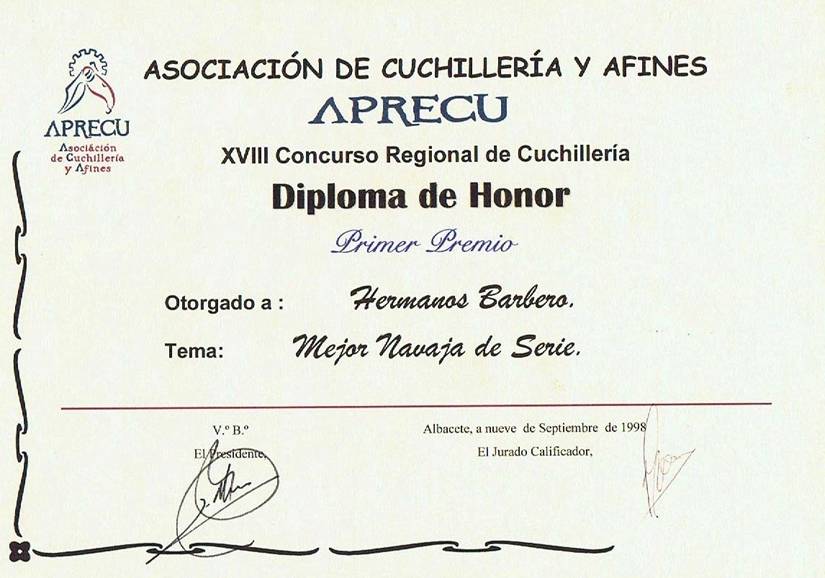 ASOCIACIÓN DE CUCHILLERÍA Y AFINES
APRECU
APRECU
Asociación
de Cuchillería
y Afines
XVIII Concurso Regional de Cuchillería
Diploma de Honor
Primer Premio
Otorgado a : Hermanos Barbero.
Tema: Mejor Navaja de Serie.
V.º B.º
El Presidente,
Albacete, a nueve de Septiembre de 1998
El Jurado Calificador,